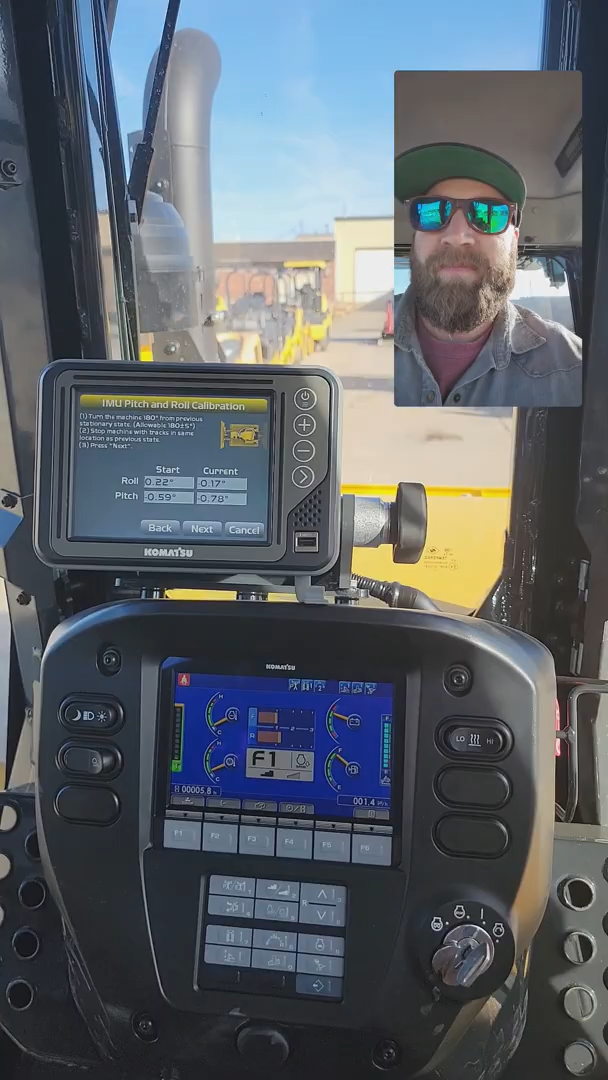 IMU Pitch and Roll Calibration
(1) Turn the machine 180° from previous
stationary state. (Allowable 180±5°)
(2) Stop machine with tracks in same
location as previous state.
(3) Press "Next".
Start Current
Roll 0.22° -0.17°
Pitch -0.59° -0.78°
Back Next Cancel
KOMATSU
KOMATSU
F1
H 00005.8 h
001.4
F1 F2 F3 F4 F5 F6
LO HI